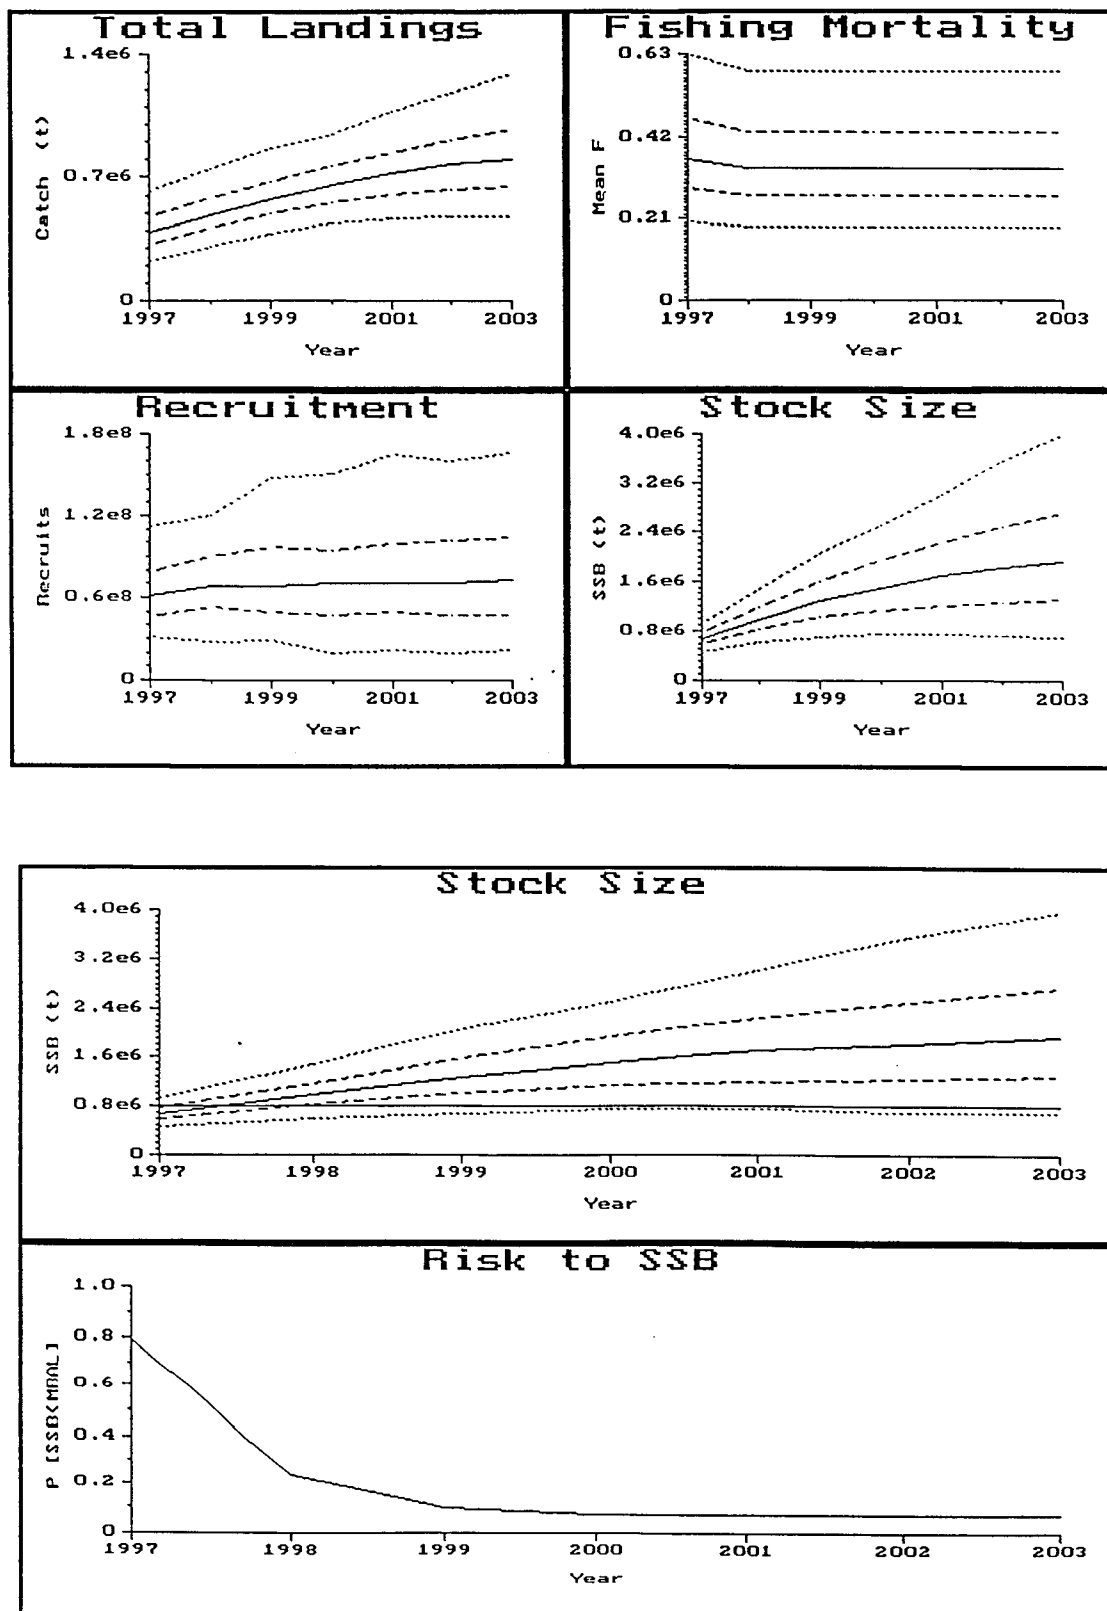 Total Landings
1.4e6
0.7e6
0
Catch (t)
1997 1999 2001 2003
Year
Fishing Mortality
0.63
0.42
0.21
0
Mean F
1997 1999 2001 2003
Year
Recruitment
1.8e8
1.2e8
0.6e8
0
Recruits
1997 1999 2001 2003
Year
Stock Size
4.0e6
3.2e6
2.4e6
1.6e6
0.8e6
0
SSB (t)
1997 1999 2001 2003
Year
Stock Size
4.0e6
3.2e6
2.4e6
1.6e6
0.8e6
0
SSB (t)
1997 1998 1999 2000 2001 2002 2003
Year
Risk to SSB
1.0
0.8
0.6
0.4
0.2
0
P [SSB<MBAL]
1997 1998 1999 2000 2001 2002 2003
Year